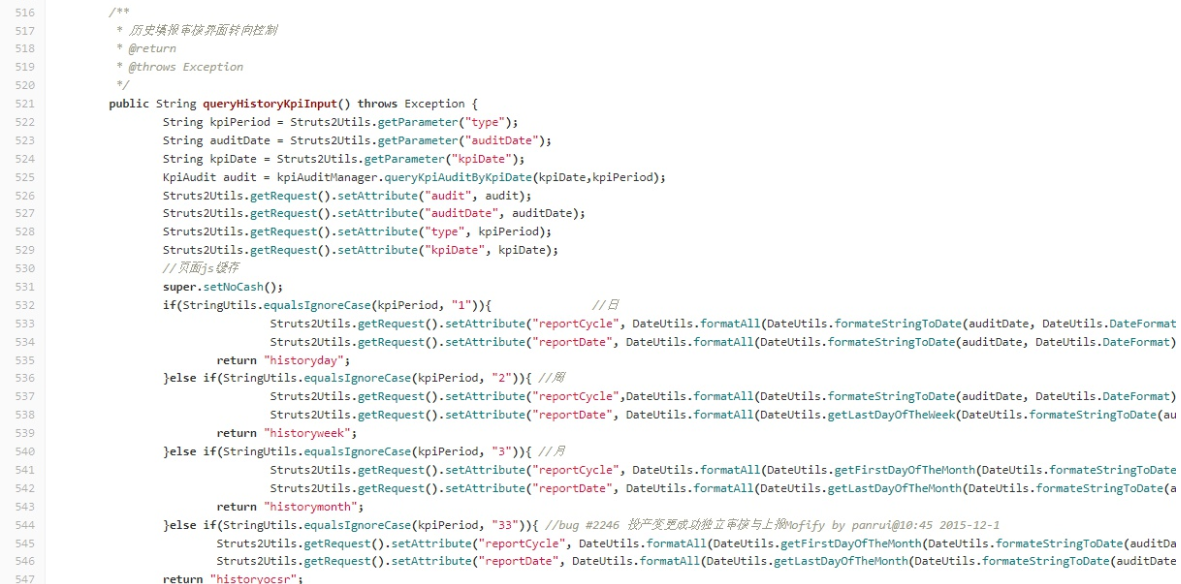 516 /**
517 * 历史填报审核界面转向控制
518 * @return
519 * @throws Exception
520 */
521 public String queryHistoryKpiInput() throws Exception {
522 String kpiPeriod = Struts2Utils.getParameter("type");
523 String auditDate = Struts2Utils.getParameter("auditDate");
524 String kpiDate = Struts2Utils.getParameter("kpiDate");
525 KpiAudit audit = kpiAuditManager.queryKpiAuditByKpiDate(kpiDate,kpiPeriod);
526 Struts2Utils.getRequest().setAttribute("audit", audit);
527 Struts2Utils.getRequest().setAttribute("auditDate", auditDate);
528 Struts2Utils.getRequest().setAttribute("type", kpiPeriod);
529 Struts2Utils.getRequest().setAttribute("kpiDate", kpiDate);
530 //页面js缓存
531 super.setNoCash();
532 if(StringUtils.equalsIgnoreCase(kpiPeriod, "1")){ //日
533 Struts2Utils.getRequest().setAttribute("reportCycle", DateUtils.formatAll(DateUtils.formateStringToDate(auditDate, DateUtils.DateFormat
534 Struts2Utils.getRequest().setAttribute("reportDate", DateUtils.formatAll(DateUtils.formateStringToDate(auditDate, DateUtils.DateFormat)
535 return "historyday";
536 }else if(StringUtils.equalsIgnoreCase(kpiPeriod, "2")){ //周
537 Struts2Utils.getRequest().setAttribute("reportCycle",DateUtils.formatAll(DateUtils.formateStringToDate(auditDate, DateUtils.DateFormat)
538 Struts2Utils.getRequest().setAttribute("reportDate", DateUtils.formatAll(DateUtils.getLastDayOfTheWeek(DateUtils.formateStringToDate(au
539 return "historyweek";
540 }else if(StringUtils.equalsIgnoreCase(kpiPeriod, "3")){ //月
541 Struts2Utils.getRequest().setAttribute("reportCycle", DateUtils.formatAll(DateUtils.getFirstDayOfTheMonth(DateUtils.formateStringToDate
542 Struts2Utils.getRequest().setAttribute("reportDate", DateUtils.formatAll(DateUtils.getLastDayOfTheMonth(DateUtils.formateStringToDate(a
543 return "historymonth";
544 }else if(StringUtils.equalsIgnoreCase(kpiPeriod, "33")){ //bug #2246 投产变更成功独立审核与上报Mofify by panrui@10:45 2015-12-1
545 Struts2Utils.getRequest().setAttribute("reportCycle", DateUtils.formatAll(DateUtils.getFirstDayOfTheMonth(DateUtils.formateStringToDate(auditDa
546 Struts2Utils.getRequest().setAttribute("reportDate", DateUtils.formatAll(DateUtils.getLastDayOfTheMonth(DateUtils.formateStringToDate(auditDate
547 return "historyocsr";